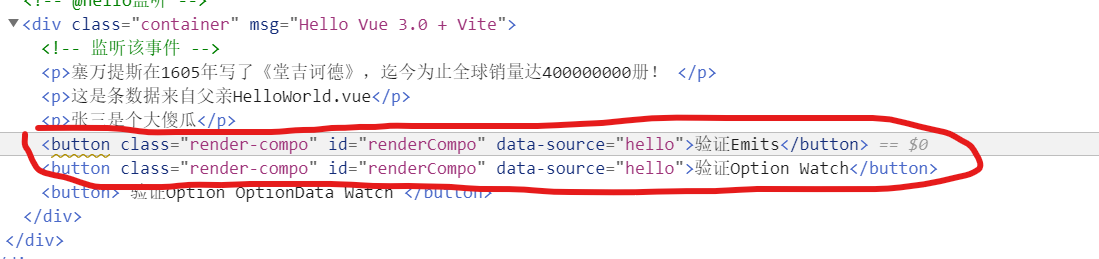 <!-- @hello监听 -->
▼<div class="container" msg="Hello Vue 3.0 + Vite">
<!-- 监听该事件 -->
<p>塞万提斯在1605年写了《堂吉诃德》，迄今为止全球销量达400000000册！ </p>
<p>这是条数据来自父亲HelloWorld.vue</p>
<p>张三是个大傻瓜</p>
<button class="render-compo" id="renderCompo" data-source="hello">验证Emits</button> == $0
<button class="render-compo" id="renderCompo" data-source="hello">验证Option Watch</button>
<button> 验证Option OptionData Watch </button>
</div>
</div>